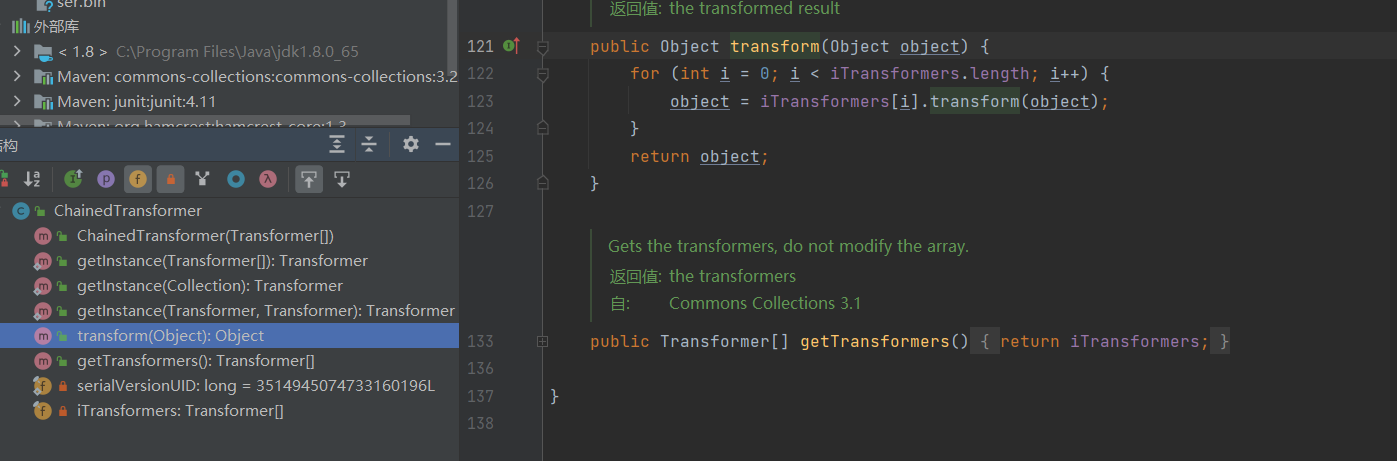 ser.bin
外部库
< 1.8 > C:\Program Files\Java\jdk1.8.0_65
Maven: commons-collections:commons-collections:3.2
Maven: junit:junit:4.11
Maven: org.hamcrest:hamcrest-core:1.3
结构
ChainedTransformer
ChainedTransformer(Transformer[])
getInstance(Transformer[]): Transformer
getInstance(Collection): Transformer
getInstance(Transformer, Transformer): Transformer
transform(Object): Object
getTransformers(): Transformer[]
serialVersionUID: long = 3514945074733160196L
iTransformers: Transformer[]
返回值: the transformed result
121 public Object transform(Object object) {
122 for (int i = 0; i < iTransformers.length; i++) {
123 object = iTransformers[i].transform(object);
124 }
125 return object;
126 }
127
Gets the transformers, do not modify the array.
返回值: the transformers
自: Commons Collections 3.1
133 public Transformer[] getTransformers() { return iTransformers; }
136
137 }
138